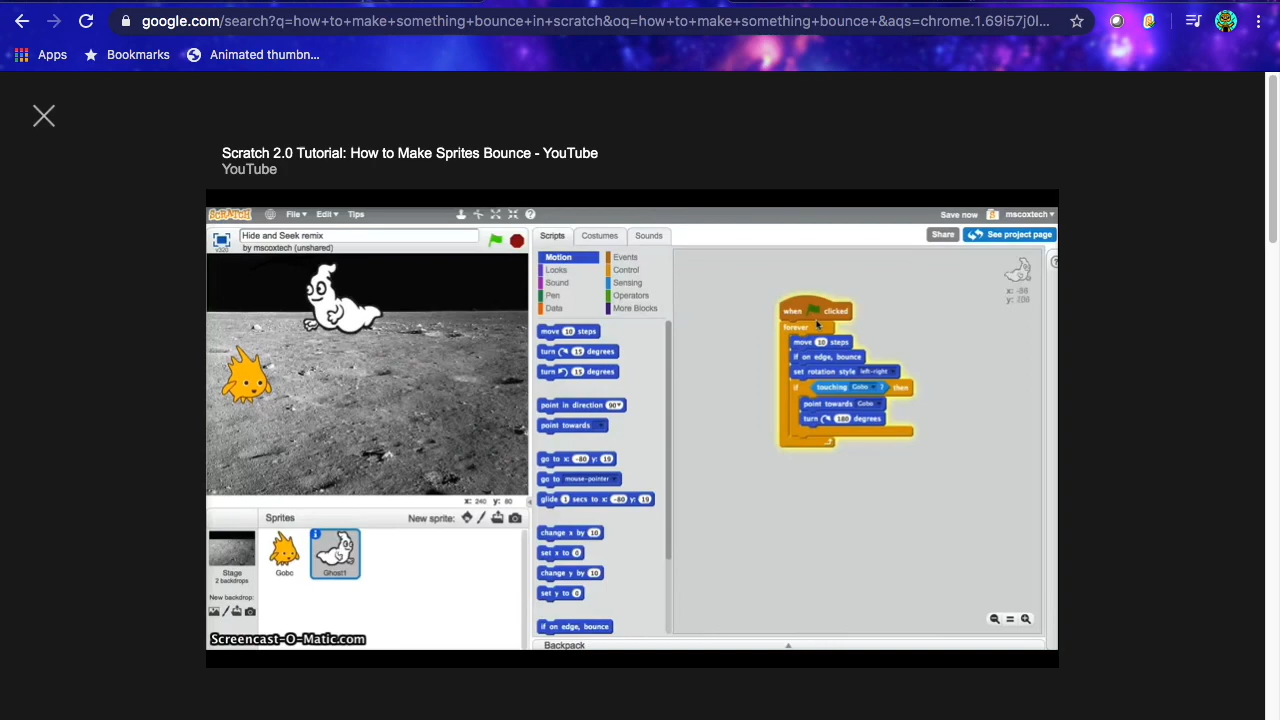 google.com/search?q=how+to+make+something+bounce+in+scratch&oq=how+to+make+something+bounce+&aqs=chrome.1.69i57j0l...
Apps Bookmarks Animated thumbn...
Scratch 2.0 Tutorial: How to Make Sprites Bounce - YouTube
YouTube
SCRATCH File Edit Tips Save now mscoxtech
Hide and Seek remix
by mscoxtech (unshared)
Scripts Costumes Sounds
Share See project page
Motion Events
Looks Control
Sound Sensing
Pen Operators
Data More Blocks
move 10 steps
turn 15 degrees
turn 15 degrees
point in direction 90
point towards
go to x: -80 y: 19
go to mouse-pointer
glide 1 secs to x: -80 y: 19
change x by 10
set x to 0
change y by 10
set y to 0
if on edge, bounce
when clicked
forever
move 10 steps
if on edge, bounce
set rotation style left-right
if touching Gobo ? then
point towards Gobo
turn 180 degrees
x: 240 y: 80
Sprites New sprite:
Stage
2 backdrops
New backdrop:
Gobo
Ghost1
Screencast-O-Matic.com
Backpack